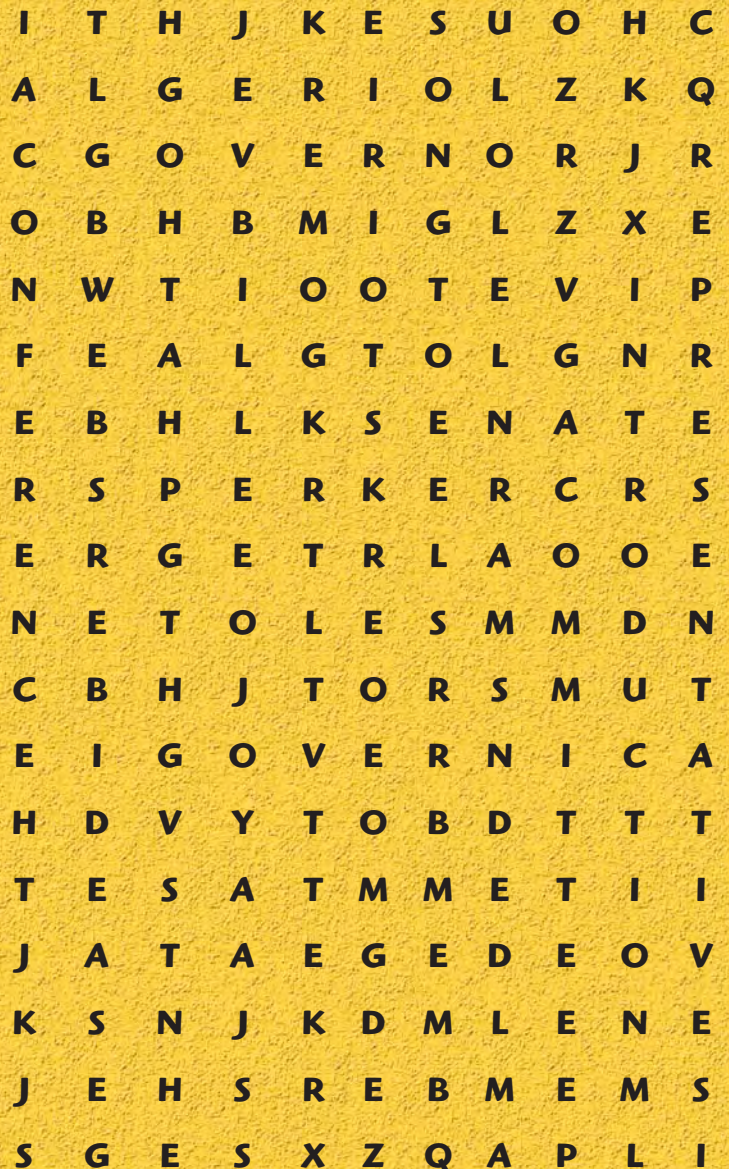 I T H J K E S U O H C
A L G E R I O L Z K Q
C G O V E R N O R J R
O B H B M I G L Z X E
N W T I O O T E V I P
F E A L G T O L G N R
E B H L K S E N A T E
R S P E R K E R C R S
E R G E T R L A O O E
N E T O L E S M M D N
C B H J T O R S M U T
E I G O V E R N I C A
H D V Y T O B D T T T
T E S A T M M E T I I
J A T A E G E D E O V
K S N J K D M L E N E
J E H S R E B M E M S
S G E S X Z Q A P L I